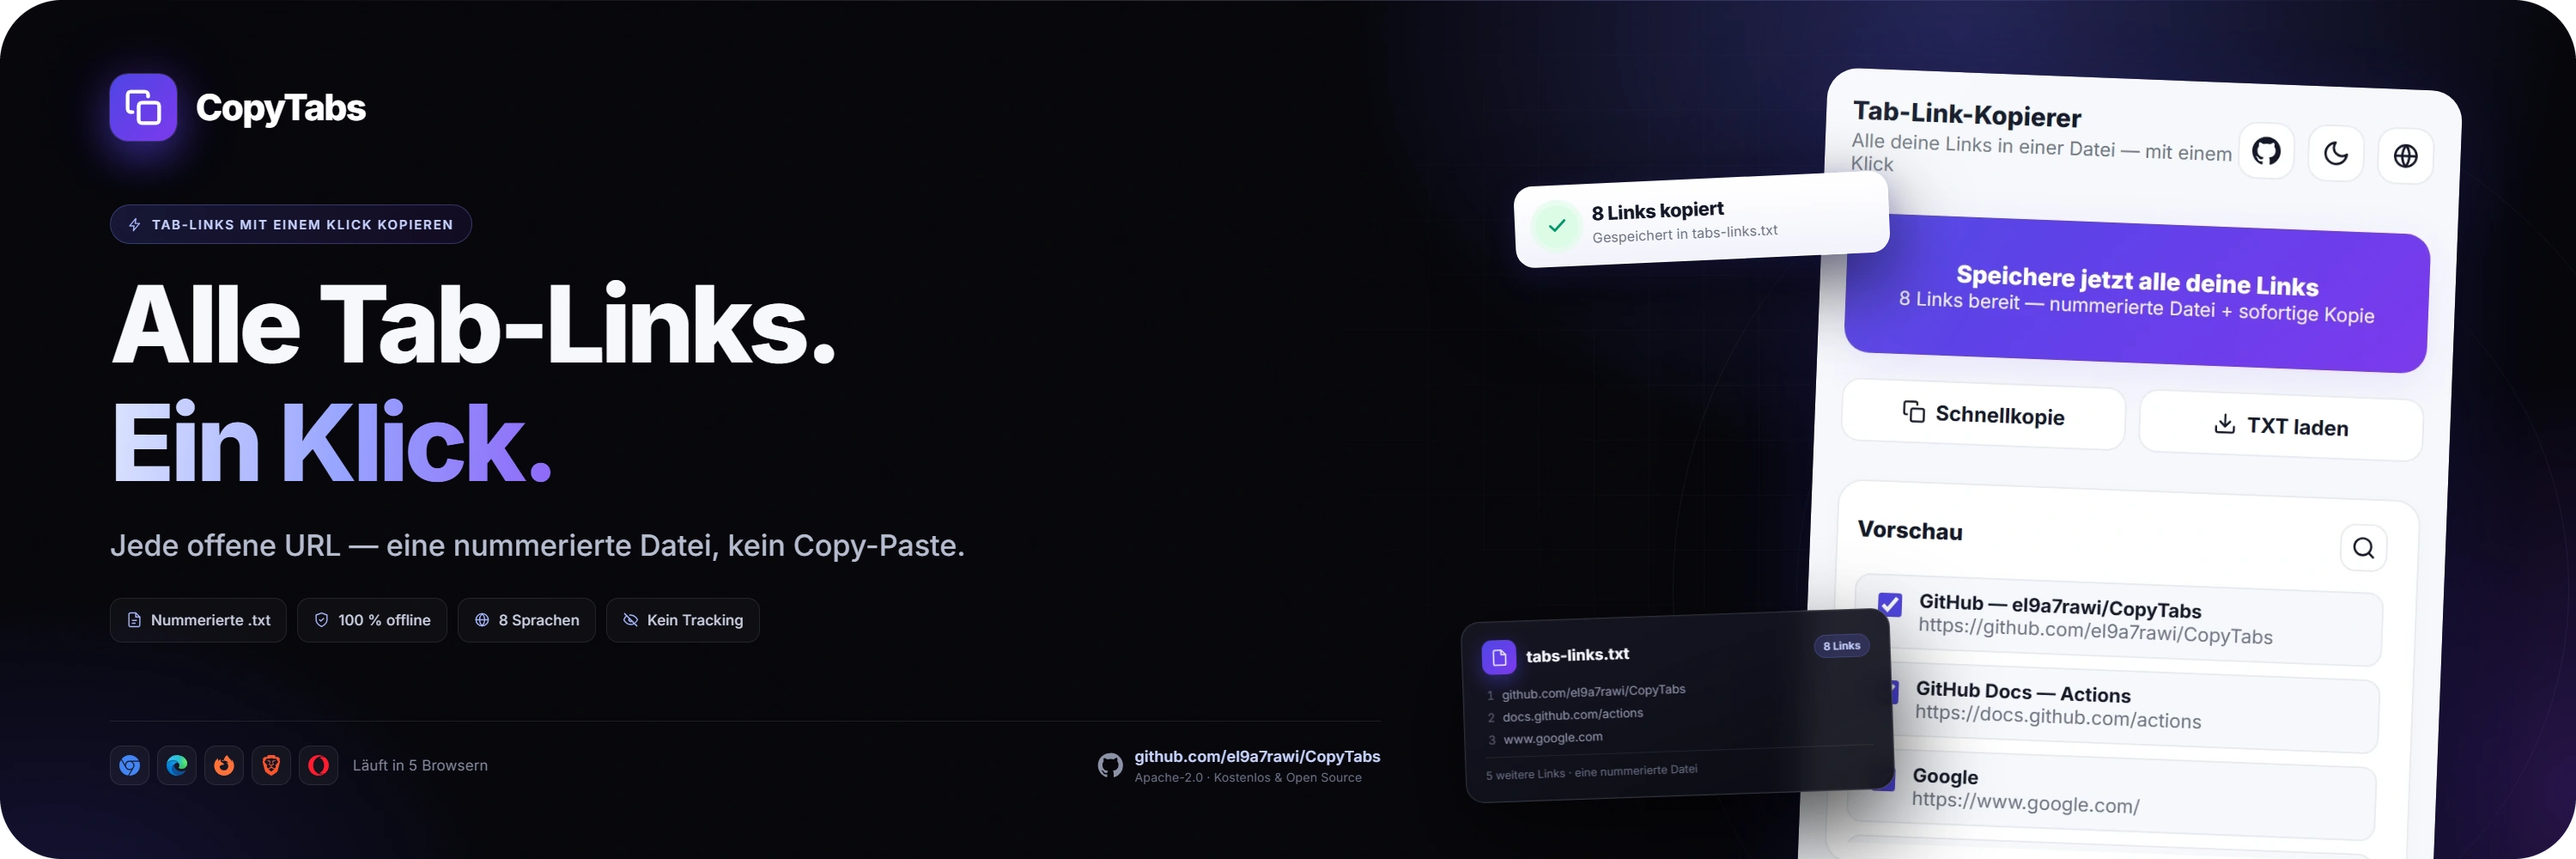 CopyTabs
TAB-LINKS MIT EINEM KLICK KOPIEREN
Alle Tab-Links.
Ein Klick.
Jede offene URL — eine nummerierte Datei, kein Copy-Paste.
Nummerierte .txt
100 % offline
8 Sprachen
Kein Tracking
Läuft in 5 Browsern
github.com/el9a7rawi/CopyTabs
Apache-2.0 · Kostenlos & Open Source
8 Links kopiert
Gespeichert in tabs-links.txt
tabs-links.txt
8 Links
1 github.com/el9a7rawi/CopyTabs
2 docs.github.com/actions
3 www.google.com
5 weitere Links · eine nummerierte Datei
Tab-Link-Kopierer
Alle deine Links in einer Datei — mit einem
Klick
Speichere jetzt alle deine Links
8 Links bereit — nummerierte Datei + sofortige Kopie
Schnellkopie
TXT laden
Vorschau
GitHub — el9a7rawi/CopyTabs
https://github.com/el9a7rawi/CopyTabs
GitHub Docs — Actions
https://docs.github.com/actions
Google
https://www.google.com/